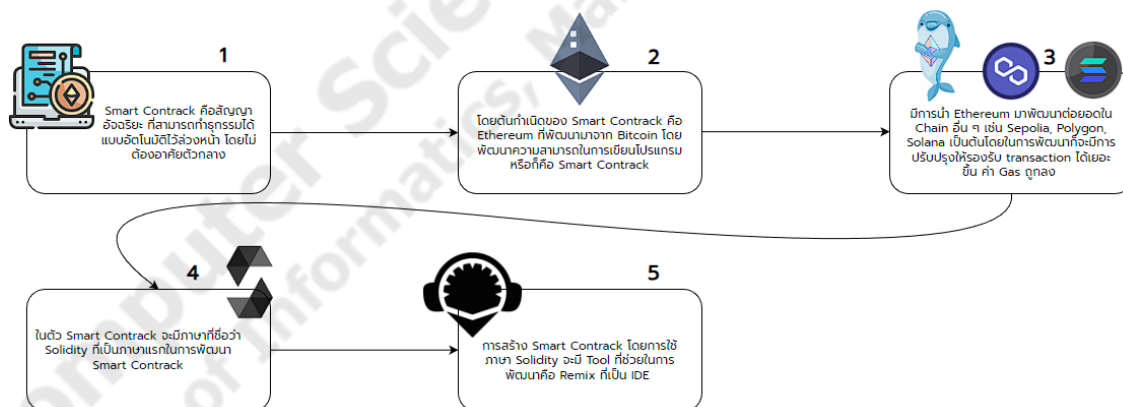 1
Smart Contrack คือสัญญา
อัจฉริยะ ที่สามารถทำธุกรรมได้
แบบอัตโนมัติไว้ล่วงหน้า โดยไม่
ต้องอาศัยตัวกลาง
2
โดยต้นกำเนิดของ Smart Contrack คือ
Ethereum ที่พัฒนามาจาก Bitcoin โดย
พัฒนาความสามารถในการเขียนโปรแกรม
หรือก็คือ Smart Contrack
3
มีการนำ Ethereum มาพัฒนาต่อยอดใน
Chain อื่น ๆ เช่น Sepolia, Polygon,
Solana เป็นต้นโดยในการพัฒนาก็จะมีการ
ปรับปรุงให้รองรับ transaction ได้เยอะ
ขึ้น ค่า Gas ถูกลง
4
ในตัว Smart Contrack จะมีภาษาที่ชื่อว่า
Solidity ที่เป็นภาษาแรกในการพัฒนา
Smart Contrack
5
การสร้าง Smart Contrack โดยการใช้
ภาษา Solidity จะมี Tool ที่ช่วยในการ
พัฒนาคือ Remix ที่เป็น IDE
of Informatics,